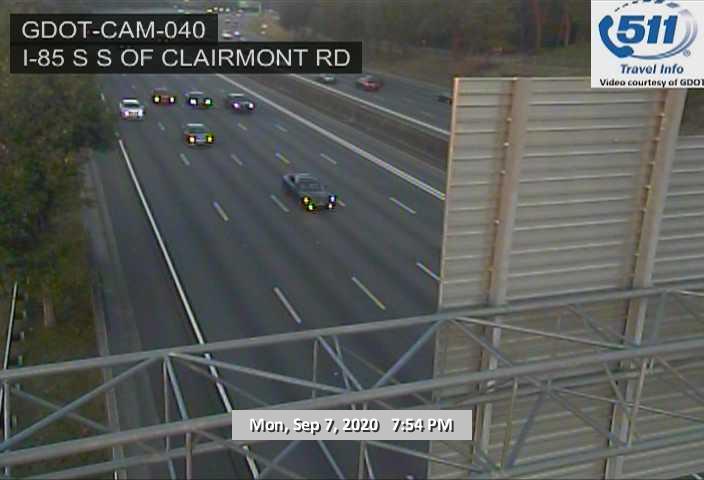 GDOT-CAM-040
I-85 S S OF CLAIRMONT RD
511
Travel Info
Video courtesy of GDOT
Mon, Sep 7, 2020 7:54 PM